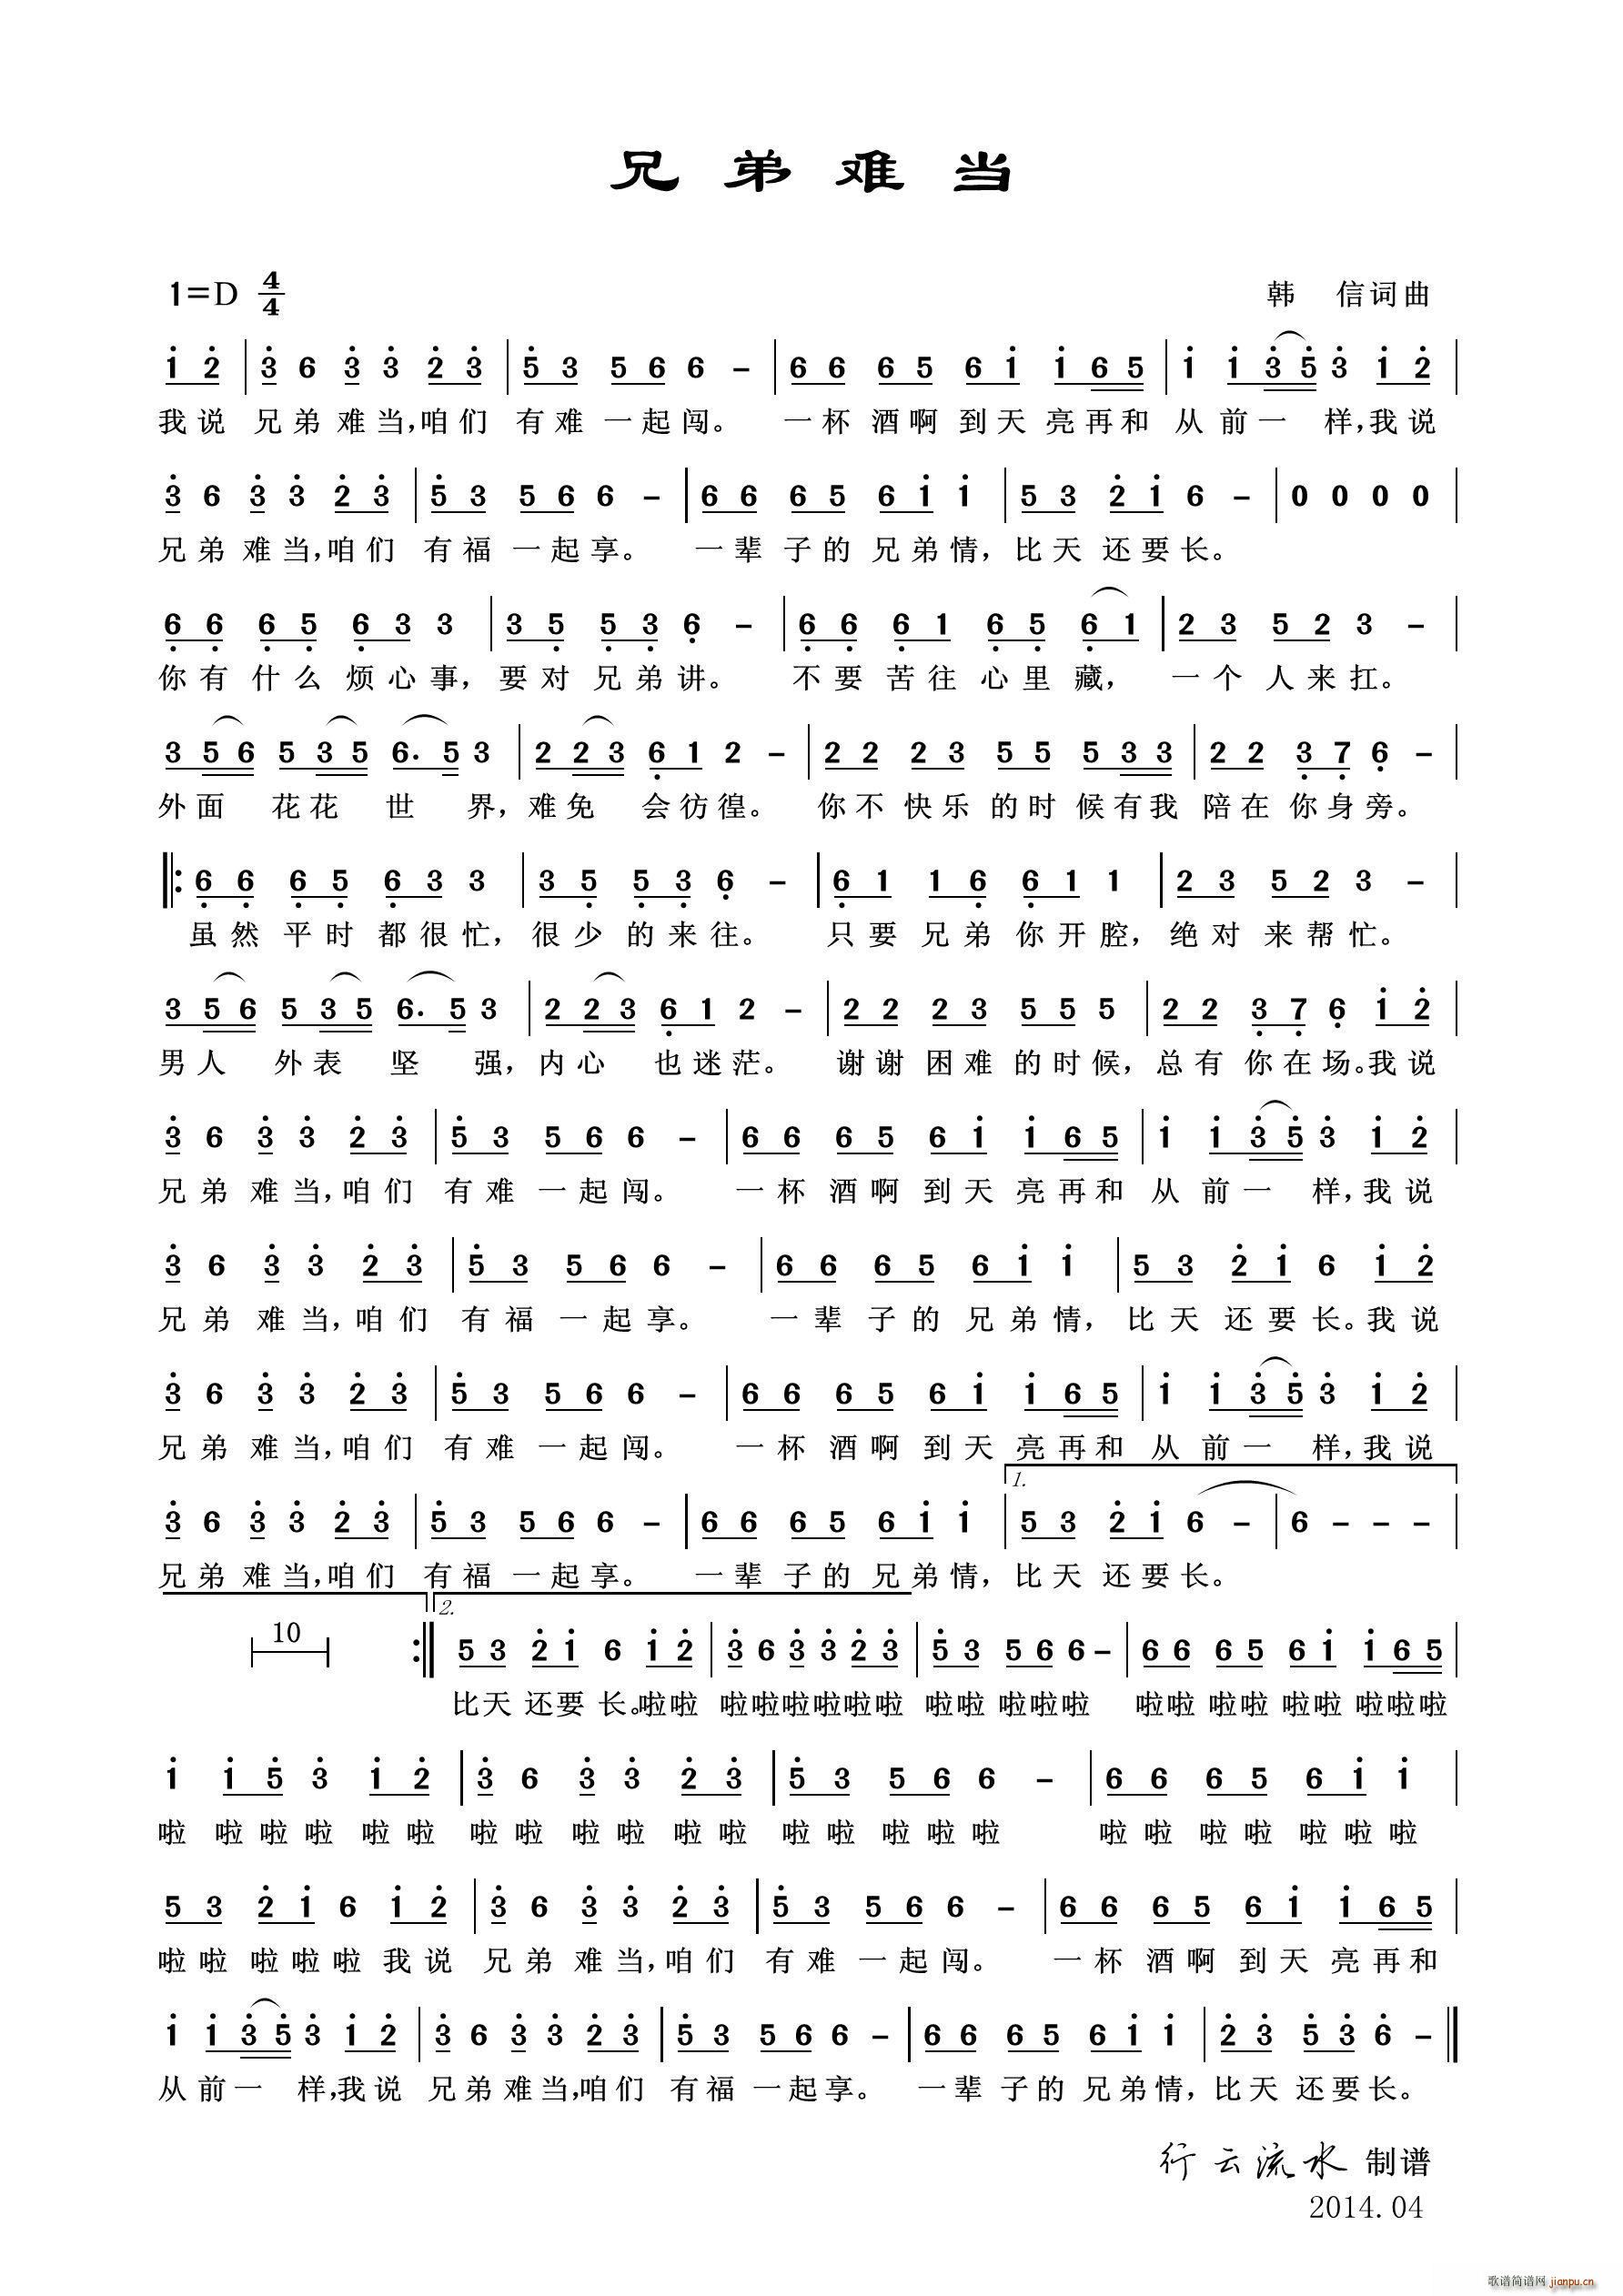 兄弟难当
1=D 4/4 韩 信词曲
1 2 | 3 6 3 3 2 3 | 5 3 5 6 6 - | 6 6 6 5 6 1 1 6 5 | 1 1 3 5 3 1 2 |
我说 兄弟难当,咱们 有难一起闯。 一杯酒啊到天亮再和 从前一 样,我说
3 6 3 3 2 3 | 5 3 5 6 6 - | 6 6 6 5 6 1 1 | 5 3 2 1 6 - | 0 0 0 0 |
兄弟难当,咱们 有福一起享。 一辈子的兄弟情,比天还要长。
6 6 6 5 6 3 3 | 3 5 5 3 6 - | 6 6 6 1 6 5 6 1 | 2 3 5 2 3 - |
你有什么烦心事,要对兄弟讲。 不要苦往心里藏, 一个人来扛。
3 5 6 5 3 5 6. 5 3 | 2 2 3 6 1 2 - | 2 2 2 3 5 5 5 3 3 | 2 2 3 7 6 - |
外面 花花 世 界,难免 会彷徨。 你不快乐的时候有我 陪在你身旁。
6 6 6 5 6 3 3 | 3 5 5 3 6 - | 6 1 1 6 6 1 1 | 2 3 5 2 3 - |
虽然平时都很忙,很少的来往。 只要兄弟你开腔,绝对来帮忙。
3 5 6 5 3 5 6. 5 3 | 2 2 3 6 1 2 - | 2 2 2 3 5 5 5 | 2 2 3 7 6 1 2 |
男人 外表 坚 强,内心 也迷茫。 谢谢困难的时候,总有你在场。我说
3 6 3 3 2 3 | 5 3 5 6 6 - | 6 6 6 5 6 1 1 6 5 | 1 1 3 5 3 1 2 |
兄弟难当,咱们 有难一起闯。 一杯酒啊到天亮再和 从前一 样,我说
3 6 3 3 2 3 | 5 3 5 6 6 - | 6 6 6 5 6 1 1 | 5 3 2 1 6 1 2 |
兄弟难当,咱们 有福一起享。 一辈子的兄弟情,比天还要长。我说
3 6 3 3 2 3 | 5 3 5 6 6 - | 6 6 6 5 6 1 1 6 5 | 1 1 3 5 3 1 2 |
兄弟难当,咱们 有难一起闯。 一杯酒啊到天亮再和 从前一 样,我说
1.
3 6 3 3 2 3 | 5 3 5 6 6 - | 6 6 6 5 6 1 1 | 5 3 2 1 6 - | 6 - - - |
兄弟难当,咱们 有福一起享。 一辈子的兄弟情,比天还要长。
2.
10 :| 5 3 2 1 6 1 2 | 3 6 3 3 2 3 | 5 3 5 6 6 - | 6 6 6 5 6 1 1 6 5 |
比天还要长。啦啦 啦啦啦啦啦啦 啦啦 啦啦啦 啦啦 啦啦 啦啦 啦啦啦
1 1 5 3 1 2 | 3 6 3 3 2 3 | 5 3 5 6 6 - | 6 6 6 5 6 1 1 |
啦 啦啦啦 啦啦 啦啦 啦啦 啦啦 啦啦 啦啦啦 啦啦 啦啦 啦啦啦
5 3 2 1 6 1 2 | 3 6 3 3 2 3 | 5 3 5 6 6 - | 6 6 6 5 6 1 1 6 5 |
啦啦 啦啦啦 我说 兄弟难当,咱们 有难一起闯。 一杯酒啊到天亮再和
1 1 3 5 3 1 2 | 3 6 3 3 2 3 | 5 3 5 6 6 - | 6 6 6 5 6 1 1 | 2 3 5 3 6 - |
从前一 样,我说 兄弟难当,咱们 有福一起享。 一辈子的兄弟情,比天还要长。
行云流水 制谱
2014.04
歌谱简谱网 jianpu.cn